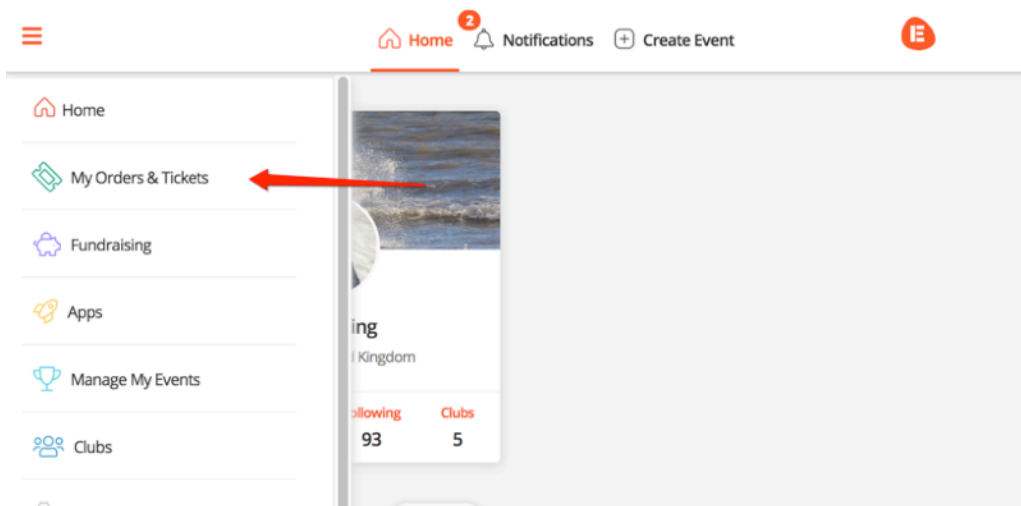 2
Home
Notifications
Create Event
E
Home
My Orders & Tickets
Fundraising
Apps
Manage My Events
Clubs
ing
Kingdom
ollowing
Clubs
93
5